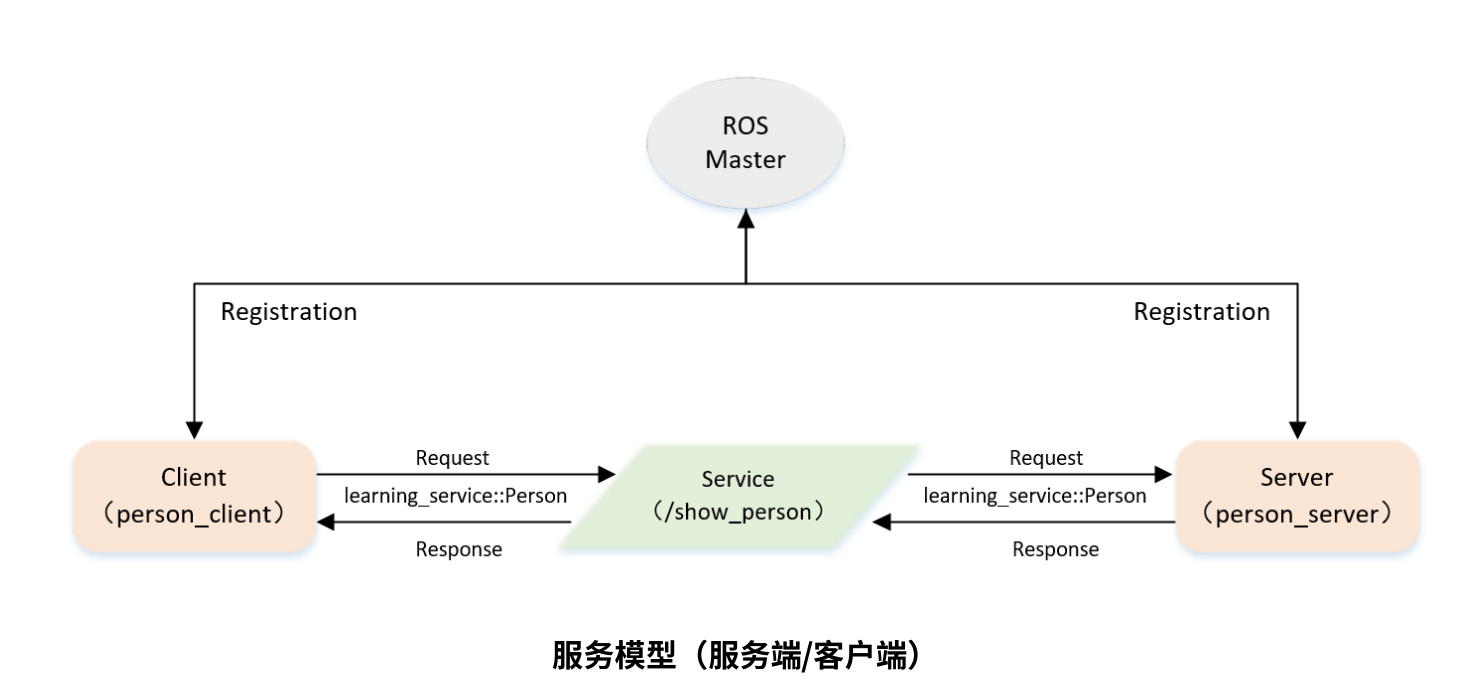 ROS
Master
Registration
Registration
Client
（person_client）
Request
learning_service::Person
Response
Service
（/show_person）
Request
learning_service::Person
Response
Server
（person_server）
服务模型（服务端/客户端）